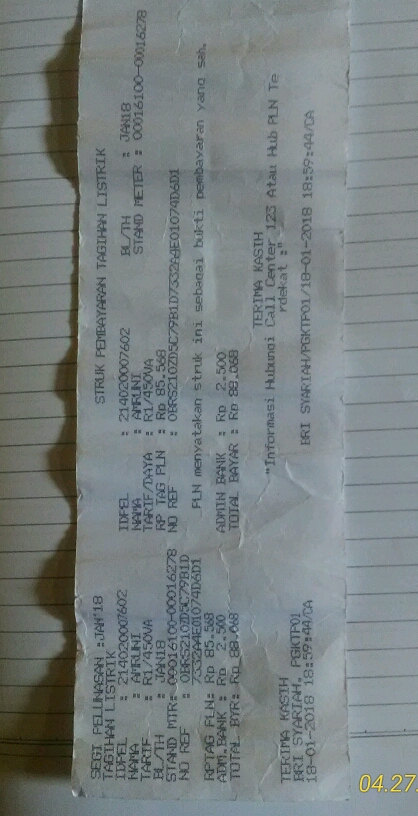 SEGI PELUNASAN :JAN'18
TAGIHAN LISTRIK
IDPEL : 214020007602
NAMA : AMRUNI
TARIF : R1/450VA
BL/TH : JAN18
STAND MTR: 00016100-00016278
NO REF : 0BRS210ZD5C79B1D
7332A4E01074D6D1
RPTAG PLN: Rp 85.568
ADM.BANK : Rp 2.500
TOTAL BYR: Rp 88.068
TERIMA KASIH
BRI SYARIAH, PGKTP01
18-01-2018 18:59:44/CA
STRUK PEMBAYARAN TAGIHAN LISTRIK
IDPEL : 214020007602 BL/TH : JAN18
NAMA : AMRUNI STAND METER : 00016100-00016278
TARIF/DAYA : R1/450VA
RP TAG PLN : Rp 85.568
NO REF : 0BRS210ZD5C79B1D7332A4E01074D6D1
PLN menyatakan struk ini sebagai bukti pembayaran yang sah.
ADMIN BANK : Rp 2.500
TOTAL BAYAR : Rp 88.068
TERIMA KASIH
"Informasi Hubungi Call Center 123 Atau Hub PLN Te
rdekat :"
BRI SYARIAH/PGKTP01/18-01-2018 18:59:44/CA
04.27.